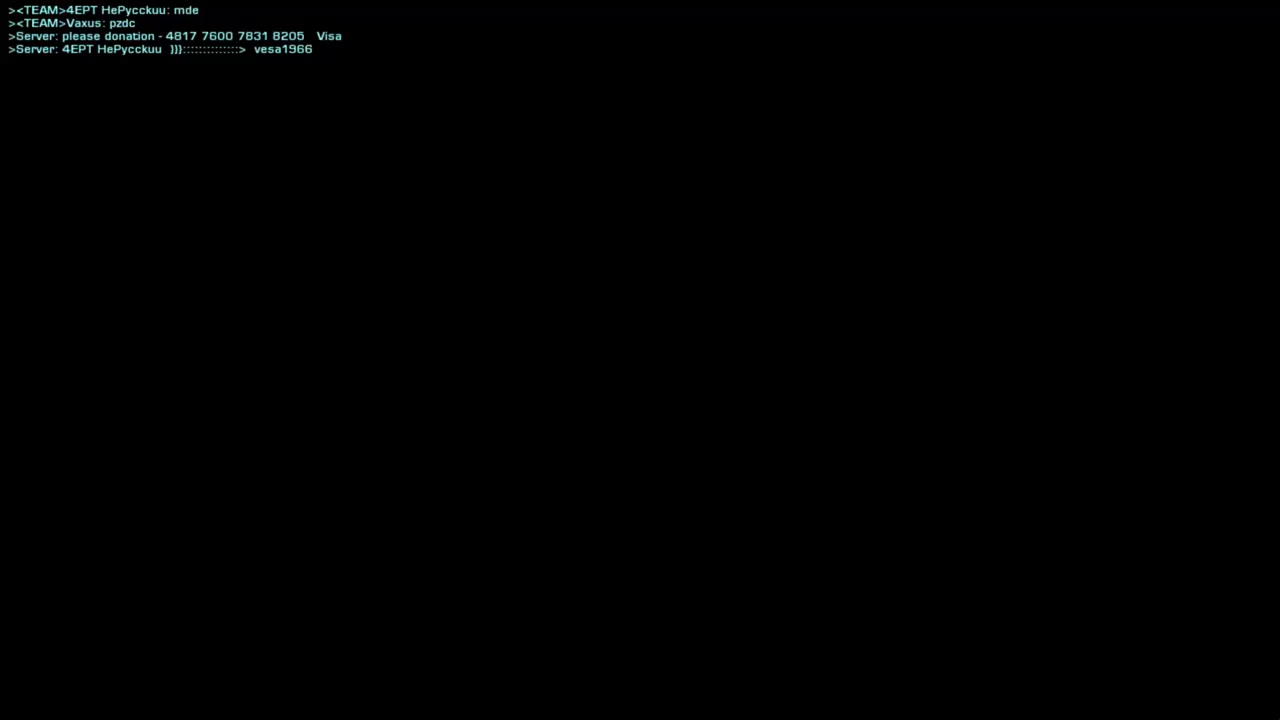 ><TEAM>4EPT HePycckuu: mde
><TEAM>Vaxus: pzdc
>Server: please donation - 4817 7600 7831 8205   Visa
>Server: 4EPT HePycckuu  }}}:::::::::::::>  vesa1966